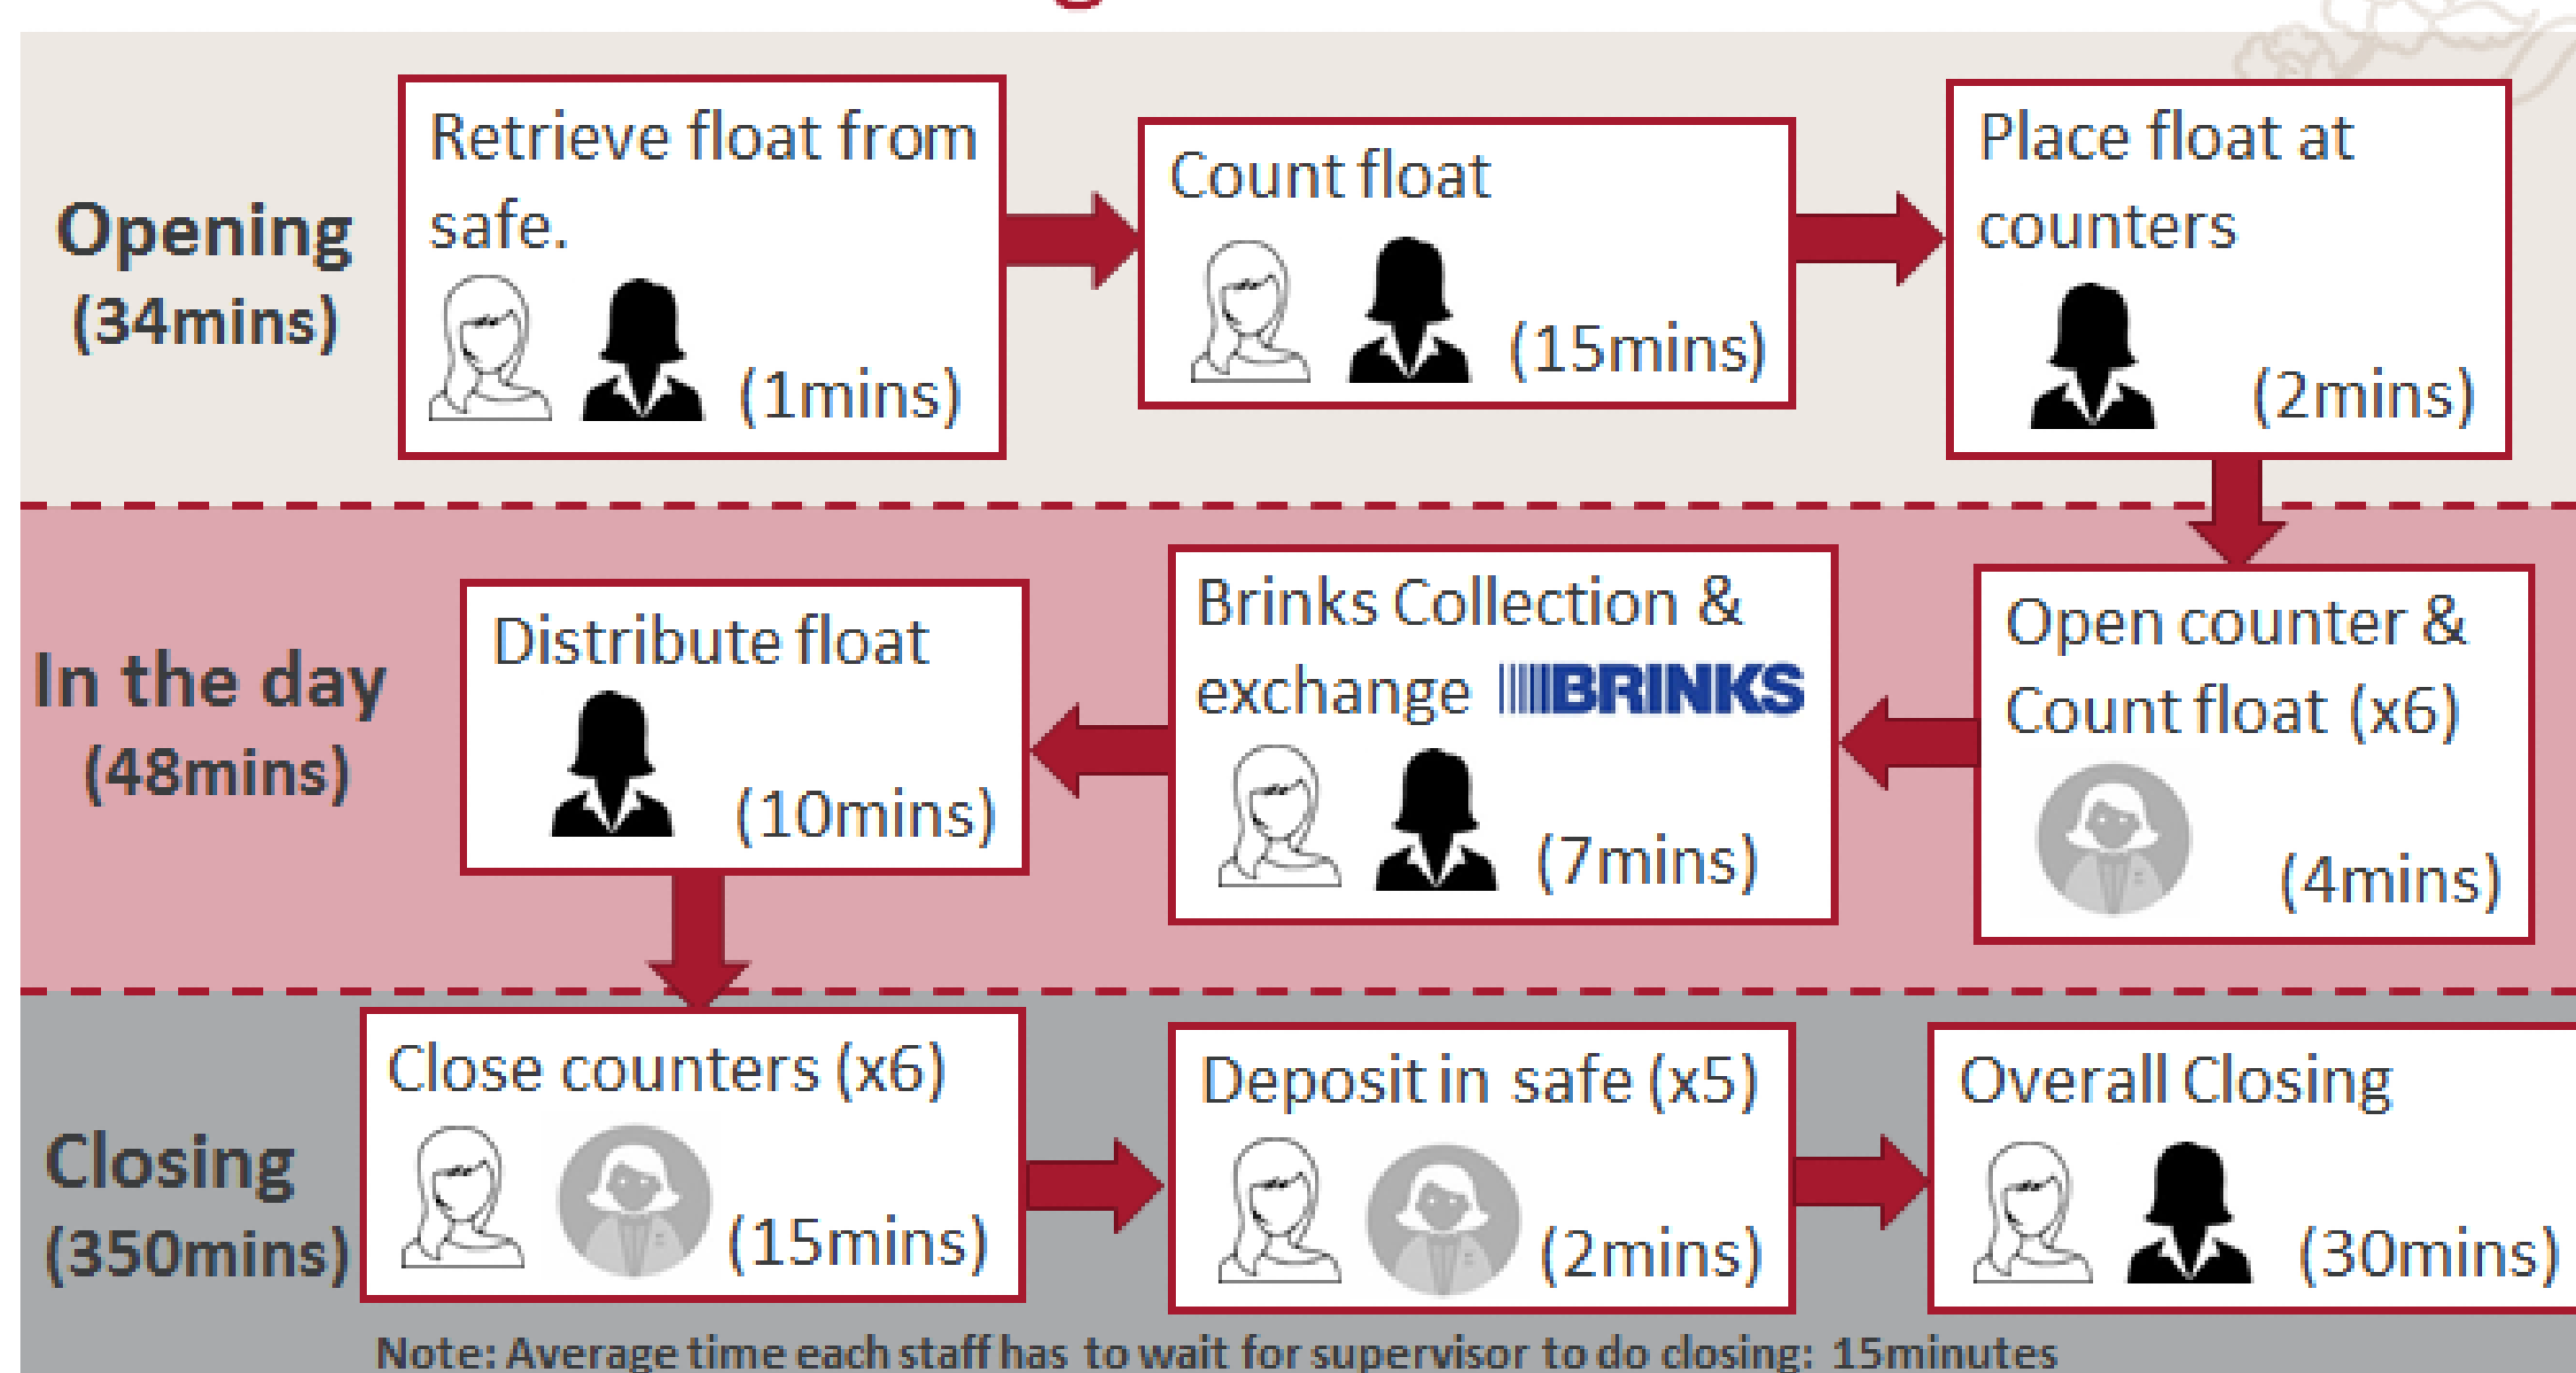 Opening
(34mins)
Retrieve float from
safe.
(1mins)
Count float
(15mins)
Place float at
counters
(2mins)
In the day
(48mins)
Distribute float
(10mins)
Brinks Collection &
exchange BRINKS
(7mins)
Open counter &
Count float (x6)
(4mins)
Closing
(350mins)
Close counters (x6)
(15mins)
Deposit in safe (x5)
(2mins)
Overall Closing
(30mins)
Note: Average time each staff has to wait for supervisor to do closing: 15minutes